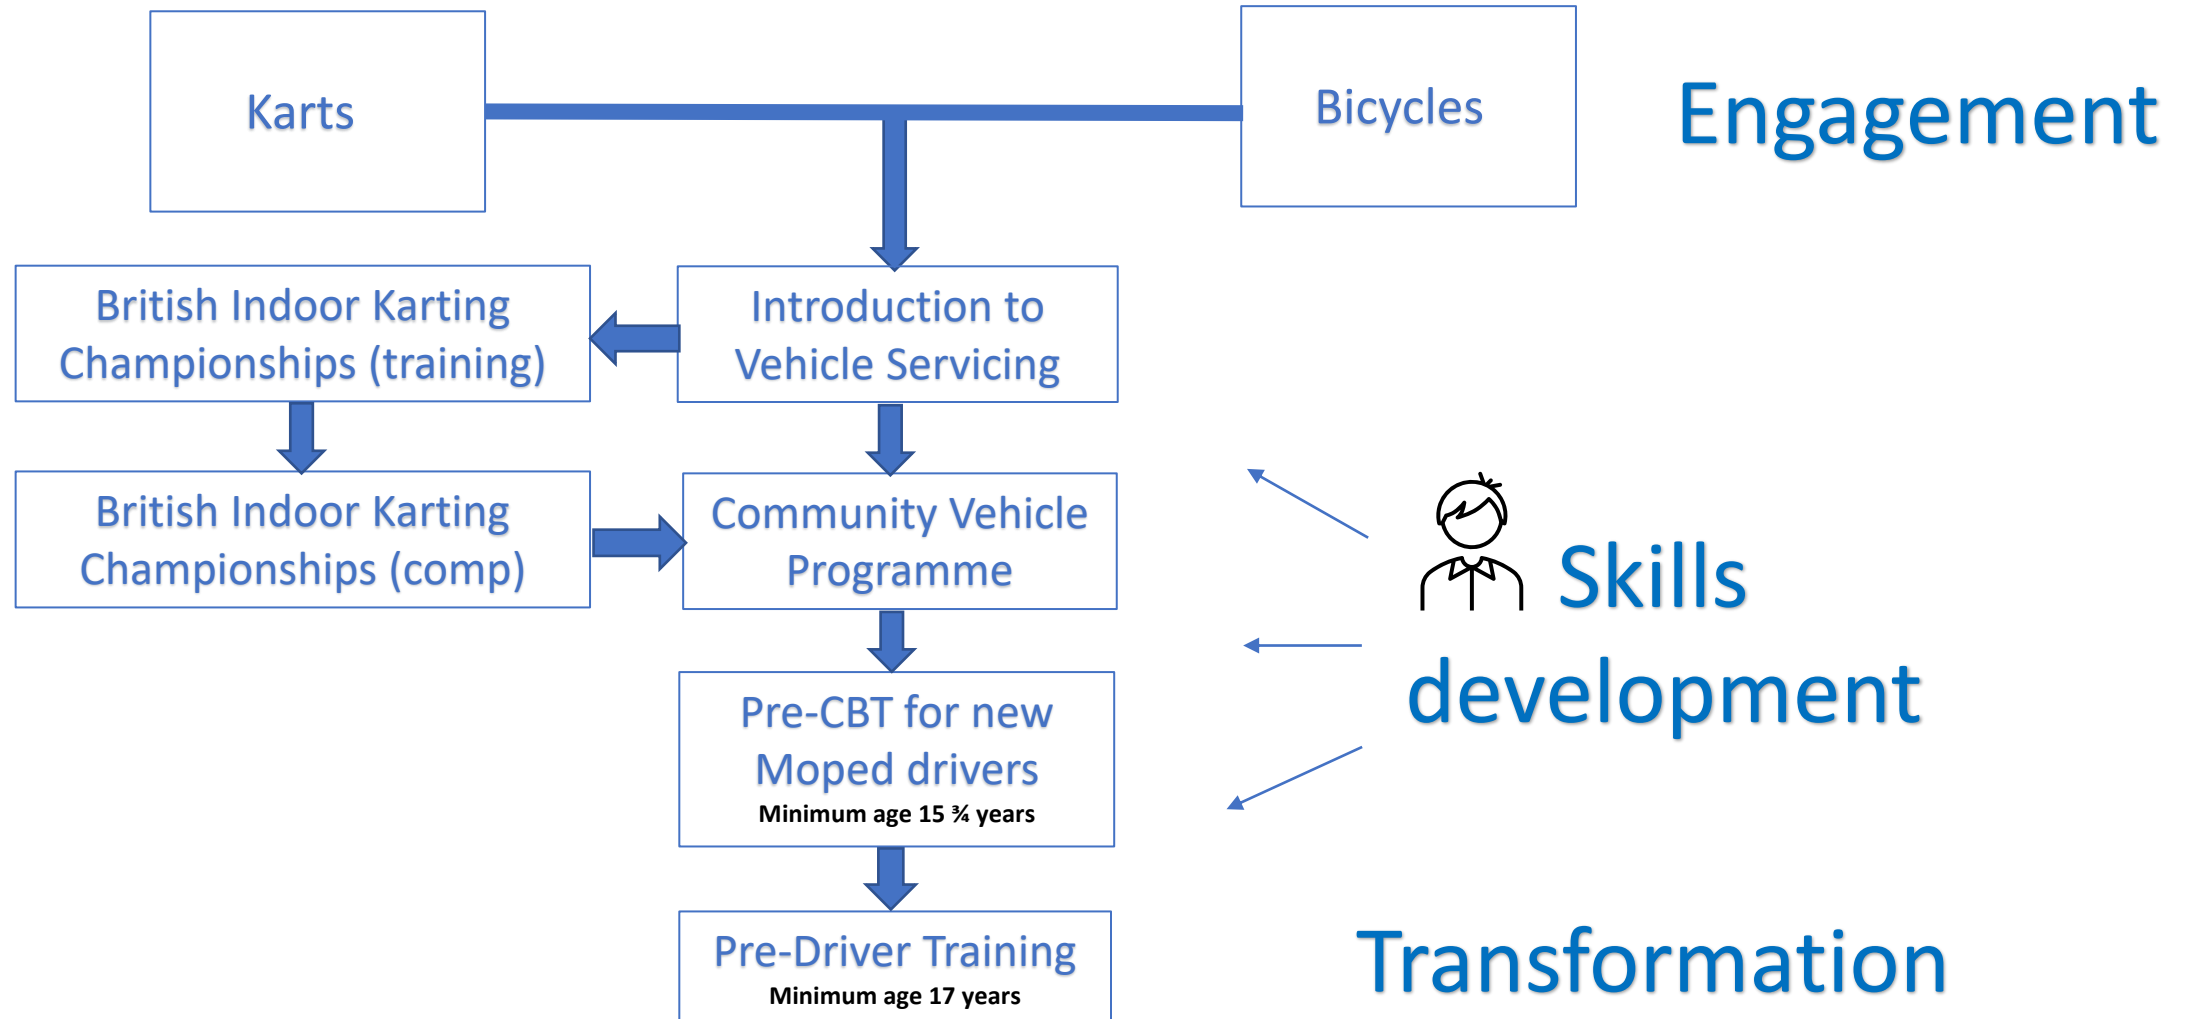 Karts
Bicycles
Engagement
British Indoor Karting
Championships (training)
Introduction to
Vehicle Servicing
British Indoor Karting
Championships (comp)
Community Vehicle
Programme
Skills
development
Pre-CBT for new
Moped drivers
Minimum age 15 ¾ years
Pre-Driver Training
Minimum age 17 years
Transformation